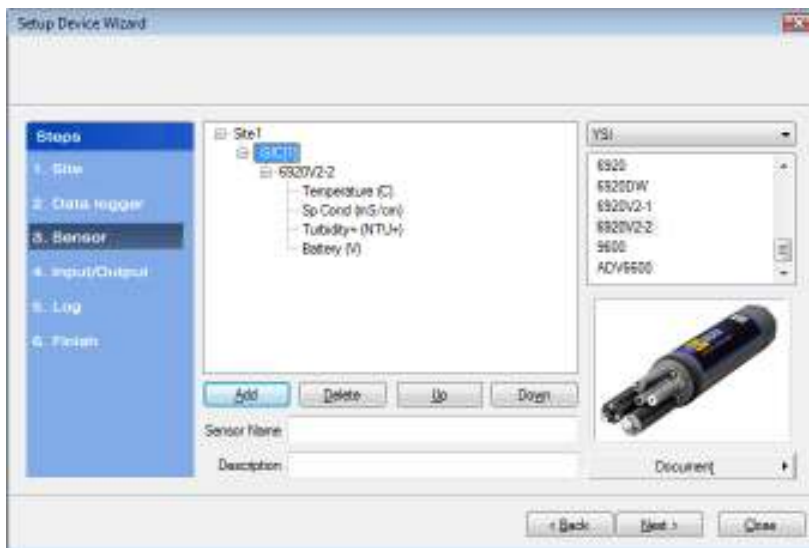 Setup Device Wizard
Steps
1. Site
2. Data logger
3. Sensor
4. Input/Output
5. Log
6. Finish
Site1
6920V2-2
Temperature (C)
Sp Cond (mS/cm)
Turbidity+ (NTU+)
Battery (V)
Add
Delete
Up
Down
Sensor Name
Description
YSI
6920
6920DW
6920V2-1
6920V2-2
9600
ADV6600
Document
< Back
Next >
Close